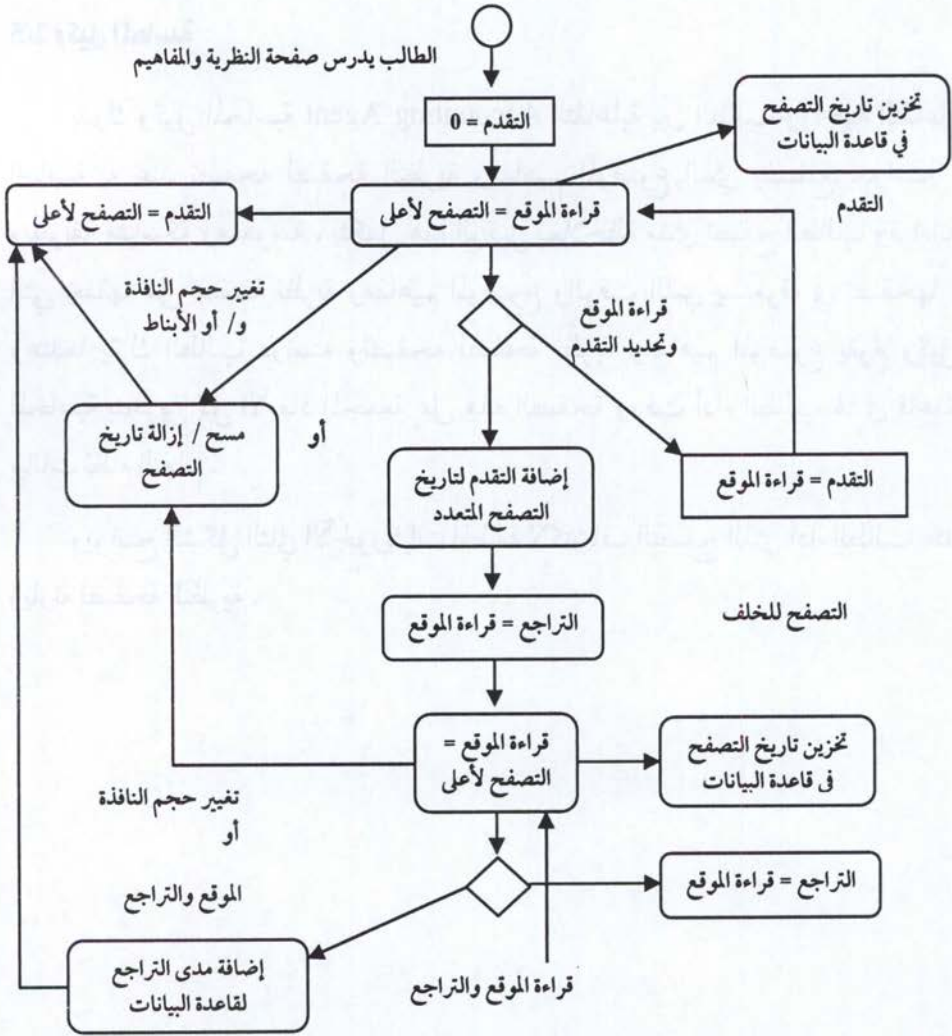 الطالب يدرس صفحة النظرية والمفاهيم
التقدم = 0
تخزين تاريخ التصفح
في قاعدة البيانات
التقدم
قراءة الموقع = التصفح لأعلى
التقدم = التصفح لأعلى
تغيير حجم النافذة
و/ أو الأبناط
قراءة الموقع
وتحديد التقدم
مسح / إزالة تاريخ
التصفيح
أو
إضافة التقدم لتاريخ
التصفح المتعدد
التقدم = قراءة الموقع
التصفح للخلف
التراجع = قراءة الموقع
قراءة الموقع =
التصفح لأعلى
تخزين تاريخ التصفح
في قاعدة البيانات
تغيير حجم النافذة
أو
الموقع والتراجع
التراجع = قراءة الموقع
إضافة مدى التراجع
لقاعدة البيانات
قراءة الموقع والتراجع